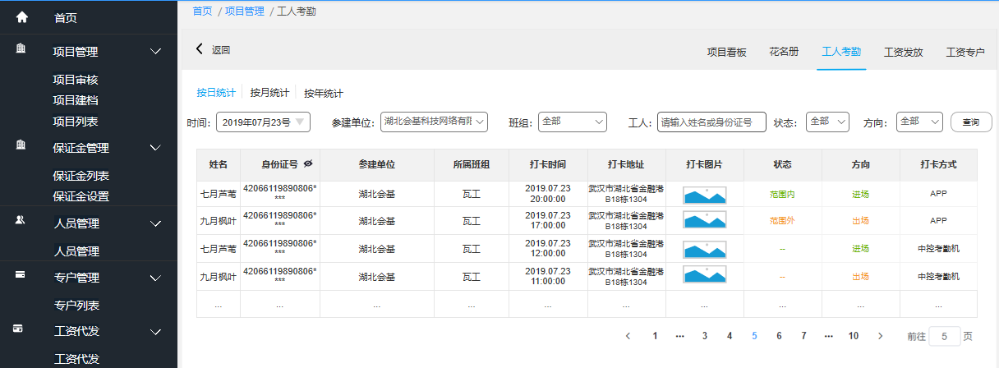 首页
项目管理
项目审核
项目建档
项目列表
保证金管理
保证金列表
保证金设置
人员管理
人员管理
专户管理
专户列表
工资代发
工资代发
首页 / 项目管理 / 工人考勤
返回
项目看板 花名册 工人考勤 工资发放 工资专户
按日统计 按月统计 按年统计
时间: 2019年07月23号 参建单位: 湖北会基科技网络有限 班组: 全部 工人: 请输入姓名或身份证号 状态: 全部 方向: 全部 查询
姓名 身份证号 参建单位 所属班组 打卡时间 打卡地址 打卡图片 状态 方向 打卡方式
七月芦苇 42066119890806**** 湖北会基 瓦工 2019.07.23 20:00:00 武汉市湖北省金融港B18栋1304 范围内 进场 APP
九月枫叶 42066119890806**** 湖北会基 瓦工 2019.07.23 17:00:00 武汉市湖北省金融港B18栋1304 范围外 出场 APP
七月芦苇 42066119890806**** 湖北会基 瓦工 2019.07.23 12:00:00 武汉市湖北省金融港B18栋1304 -- 进场 中控考勤机
九月枫叶 42066119890806**** 湖北会基 瓦工 2019.07.23 11:00:00 武汉市湖北省金融港B18栋1304 -- 出场 中控考勤机
... ... ... ... ... ... ... ... ... ...
< 1 ... 3 4 5 6 7 ... 10 > 前往 5 页